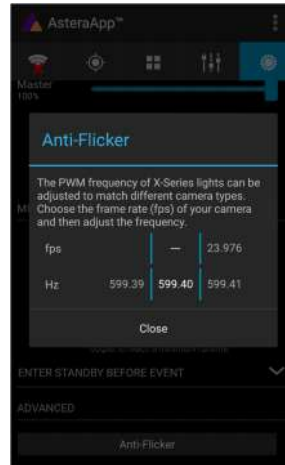 AsteraApp™
Master
100%
Anti-Flicker
The PWM frequency of X-Series lights can be
adjusted to match different camera types.
Choose the frame rate (fps) of your camera
and then adjust the frequency.
fps — 23.976
Hz 599.39 599.40 599.41
Close
ENTER STANDBY BEFORE EVENT
ADVANCED
Anti-Flicker